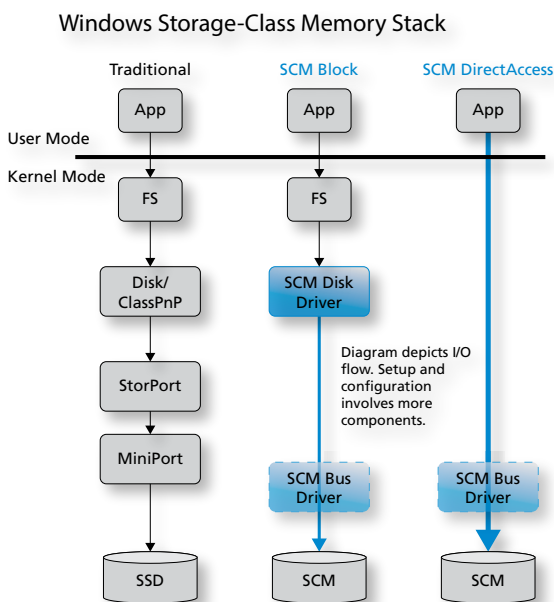 Windows Storage-Class Memory Stack
Traditional
SCM Block
SCM DirectAccess
App
App
App
User Mode
Kernel Mode
FS
FS
Disk/
ClassPnP
SCM Disk
Driver
Diagram depicts I/O
flow. Setup and
configuration
involves more
components.
StorPort
MiniPort
SCM Bus
Driver
SCM Bus
Driver
SSD
SCM
SCM